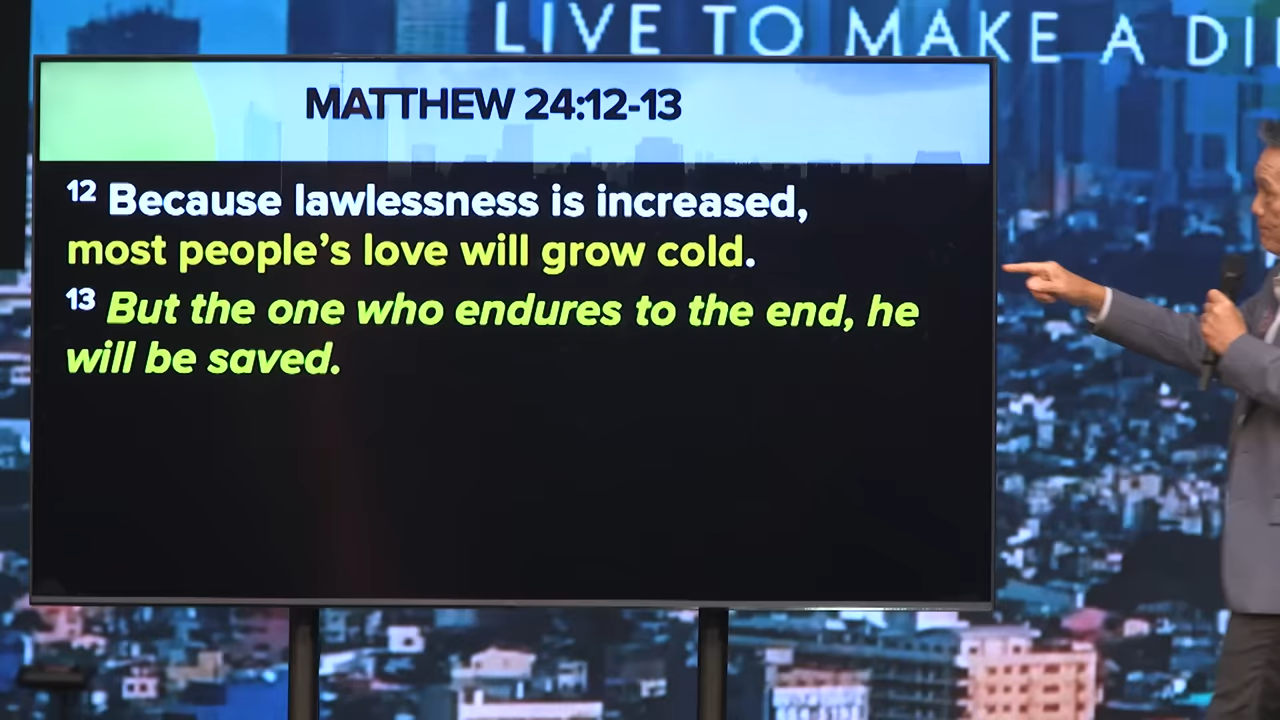 LIVE TO MAKE A DI
MATTHEW 24:12-13
12 Because lawlessness is increased,
most people’s love will grow cold.
13 But the one who endures to the end, he
will be saved.